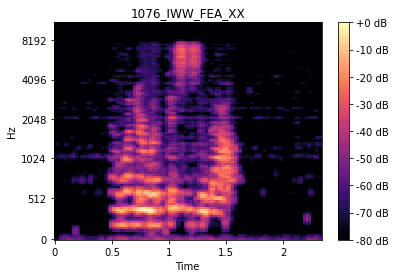 1076_IWW_FEA_XX
+0 dB
8192
-10 dB
4096
-20 dB
-30 dB
2048
Hz
-40 dB
1024
-50 dB
512
-60 dB
-70 dB
0
-80 dB
0
0.5
1
1.5
2
Time